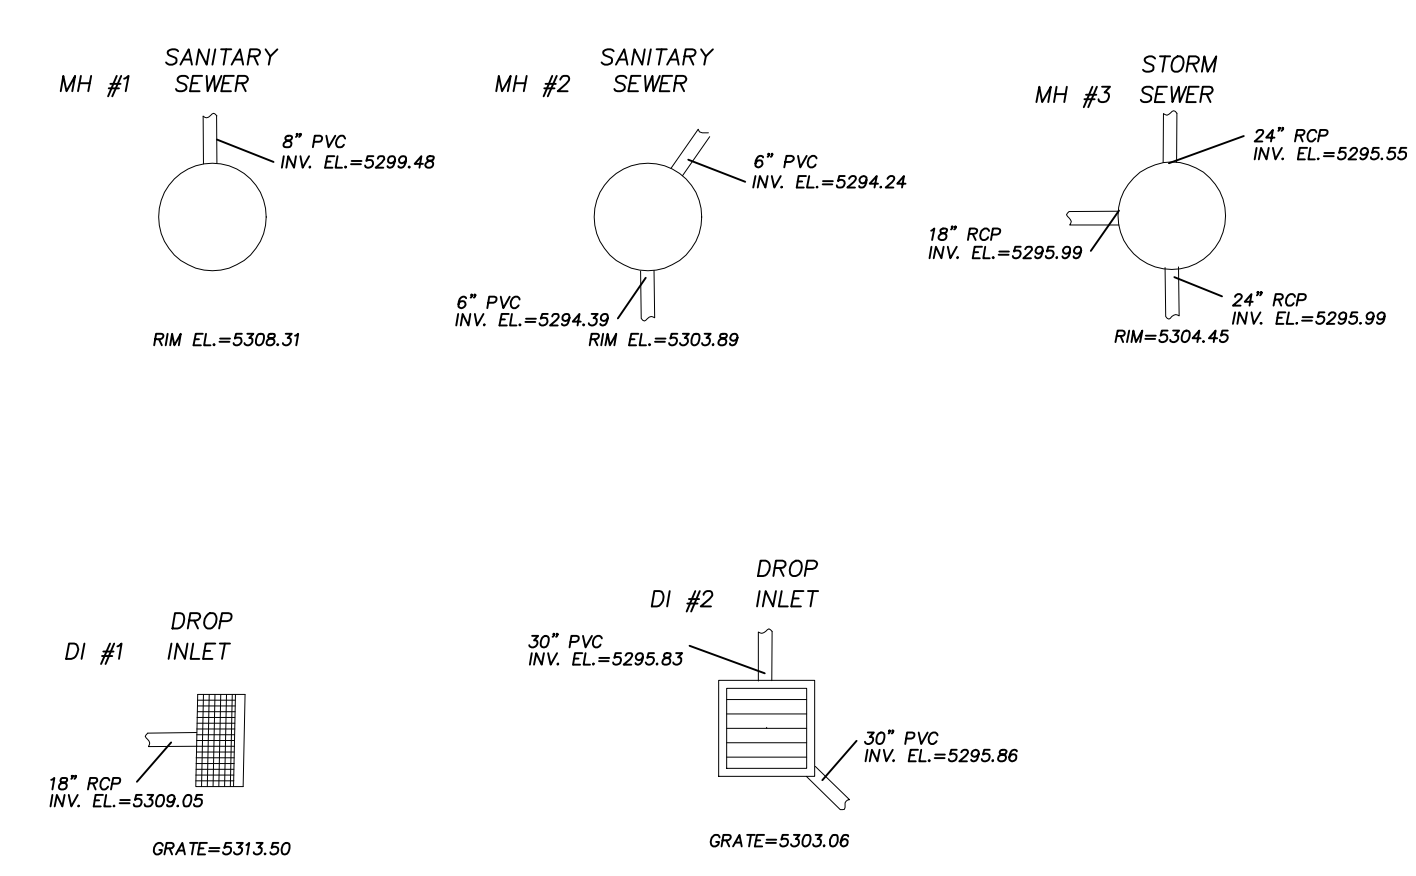 SANITARY
MH #1 SEWER
8" PVC
INV. EL.=5299.48
RIM EL.=5308.31
SANITARY
MH #2 SEWER
6" PVC
INV. EL.=5294.24
6" PVC
INV. EL.=5294.39
RIM EL.=5303.89
STORM
MH #3 SEWER
24" RCP
INV. EL.=5295.55
18" RCP
INV. EL.=5295.99
24" RCP
INV. EL.=5295.99
RIM=5304.45
DROP
DI #1 INLET
18" RCP
INV. EL.=5309.05
GRATE=5313.50
DROP
DI #2 INLET
30" PVC
INV. EL.=5295.83
30" PVC
INV. EL.=5295.86
GRATE=5303.06